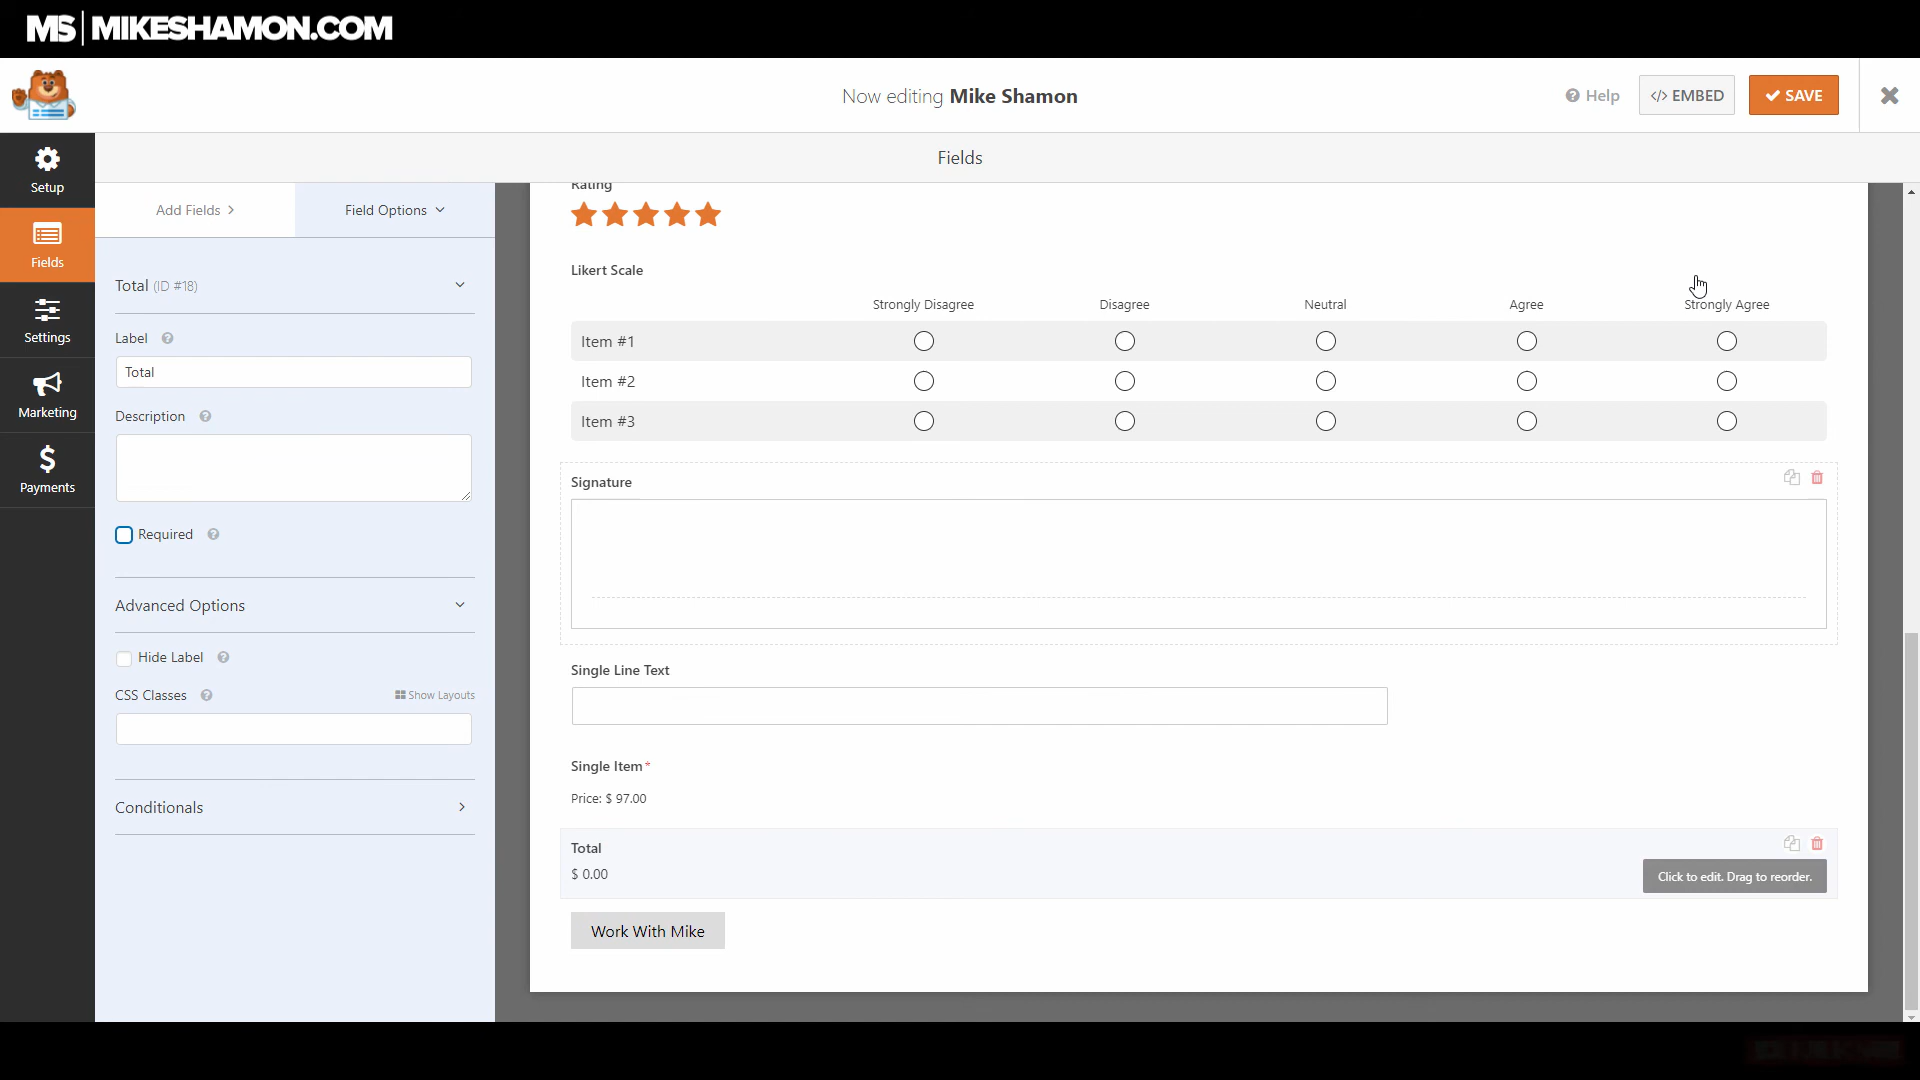 MS | MIKESHAMON.COM
Now editing Mike Shamon
Help
</> EMBED
SAVE
Setup
Fields
Settings
Marketing
Payments
Fields
Add Fields
Field Options
Total (ID #18)
Label
Total
Description
Required
Advanced Options
Hide Label
CSS Classes
Show Layouts
Conditionals
Rating
Likert Scale
Strongly Disagree Disagree Neutral Agree Strongly Agree
Item #1
Item #2
Item #3
Signature
Single Line Text
Single Item*
Price: $ 97.00
Total
$ 0.00
Click to edit. Drag to reorder.
Work With Mike